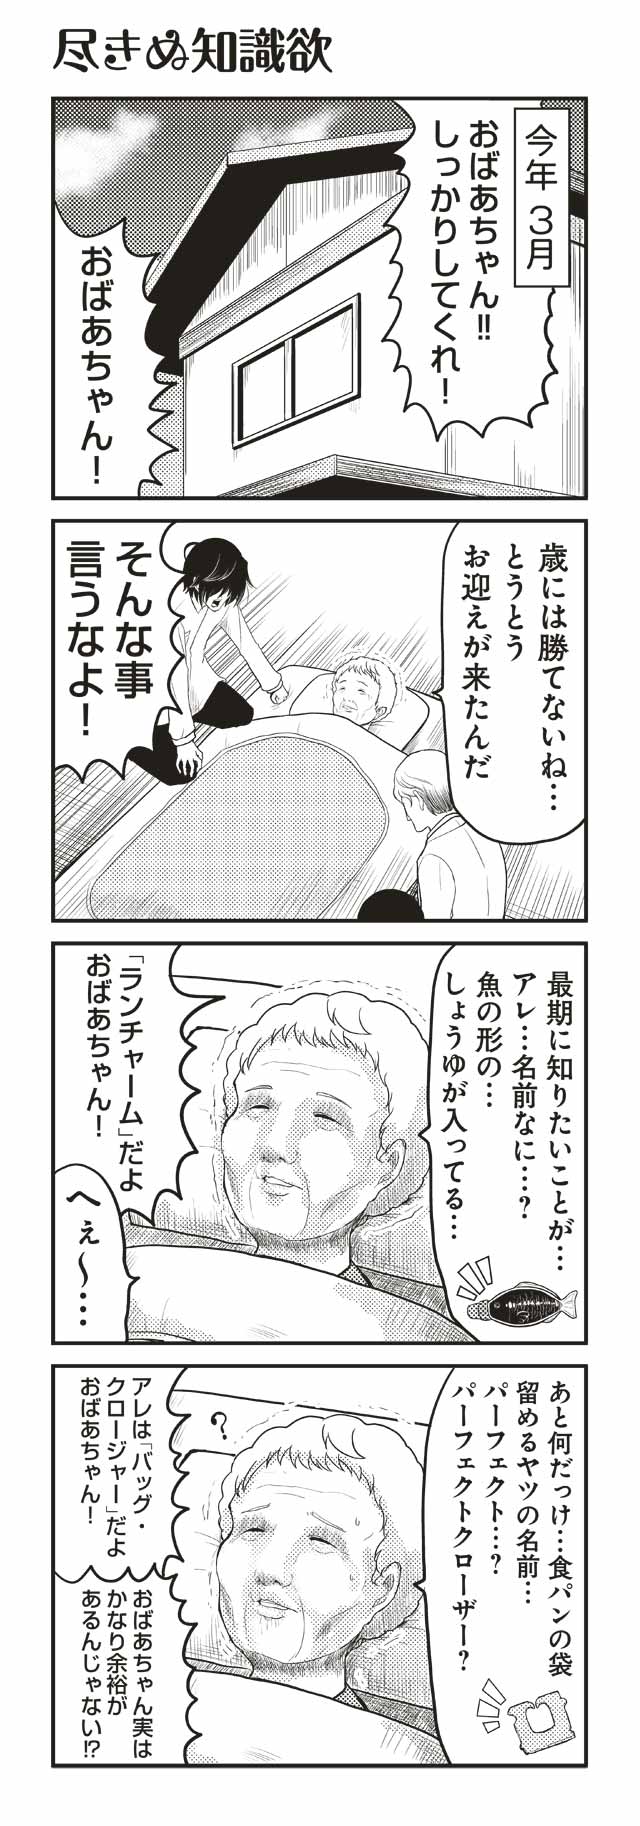 尽きぬ知識欲
今年3月
おばあちゃん!!
しっかりしてくれ！
おばあちゃん！
歳には勝てないね…
とうとう
お迎えが来たんだ
そんな事
言うなよ！
最期に知りたいことが…
アレ…名前なに…？
魚の形の…
しょうゆが入ってる…
「ランチャーム」だよ
おばあちゃん！
へぇ〜…
あと何だっけ…食パンの袋
留めるヤツの名前…
パーフェクト…？
パーフェクトクローザー？
？
アレは「バッグ・
クロージャー」だよ
おばあちゃん！
おばあちゃん実は
かなり余裕が
あるんじゃない!?